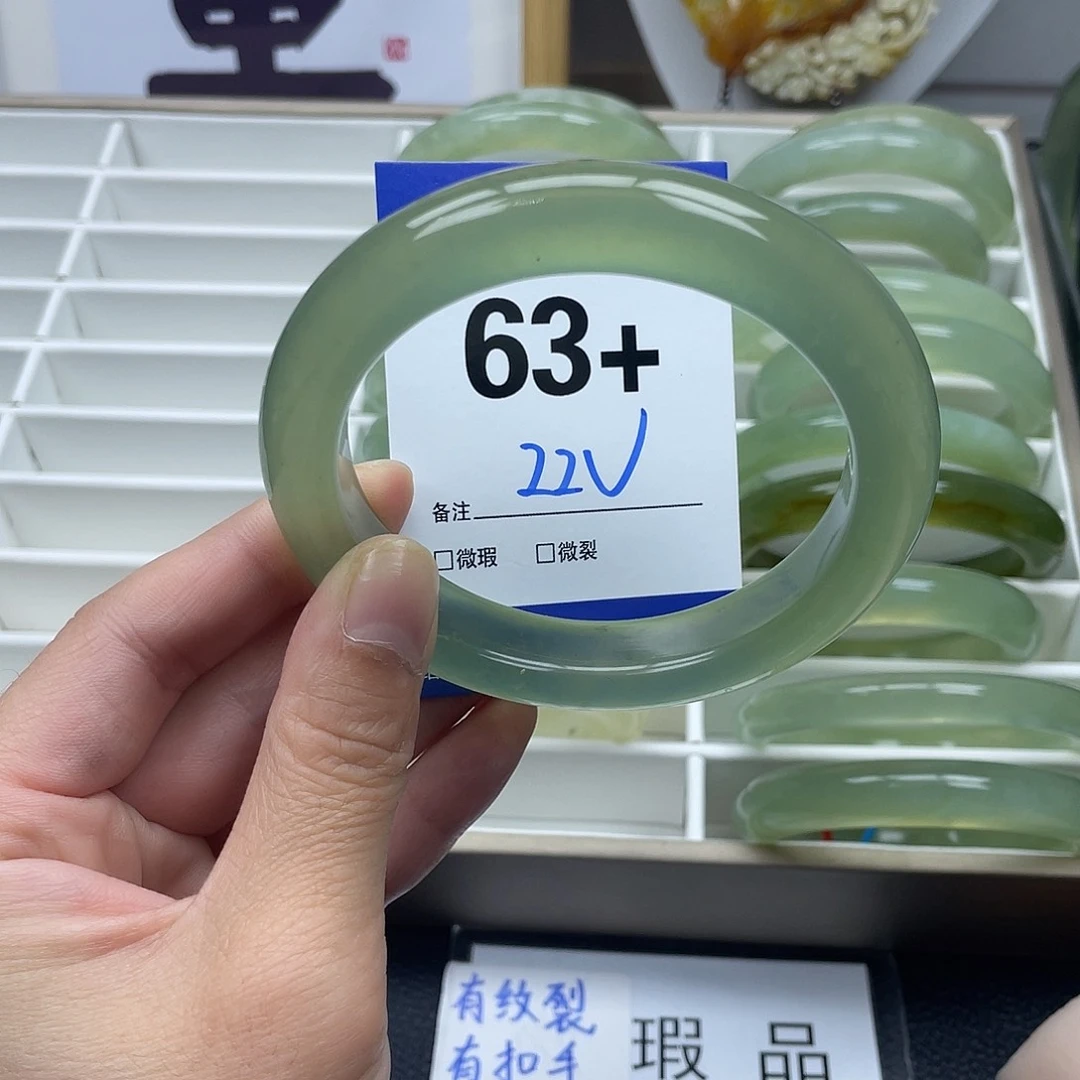 63+
22V
备注
□微瑕 □微裂
有纹裂
有扣手
瑕 品